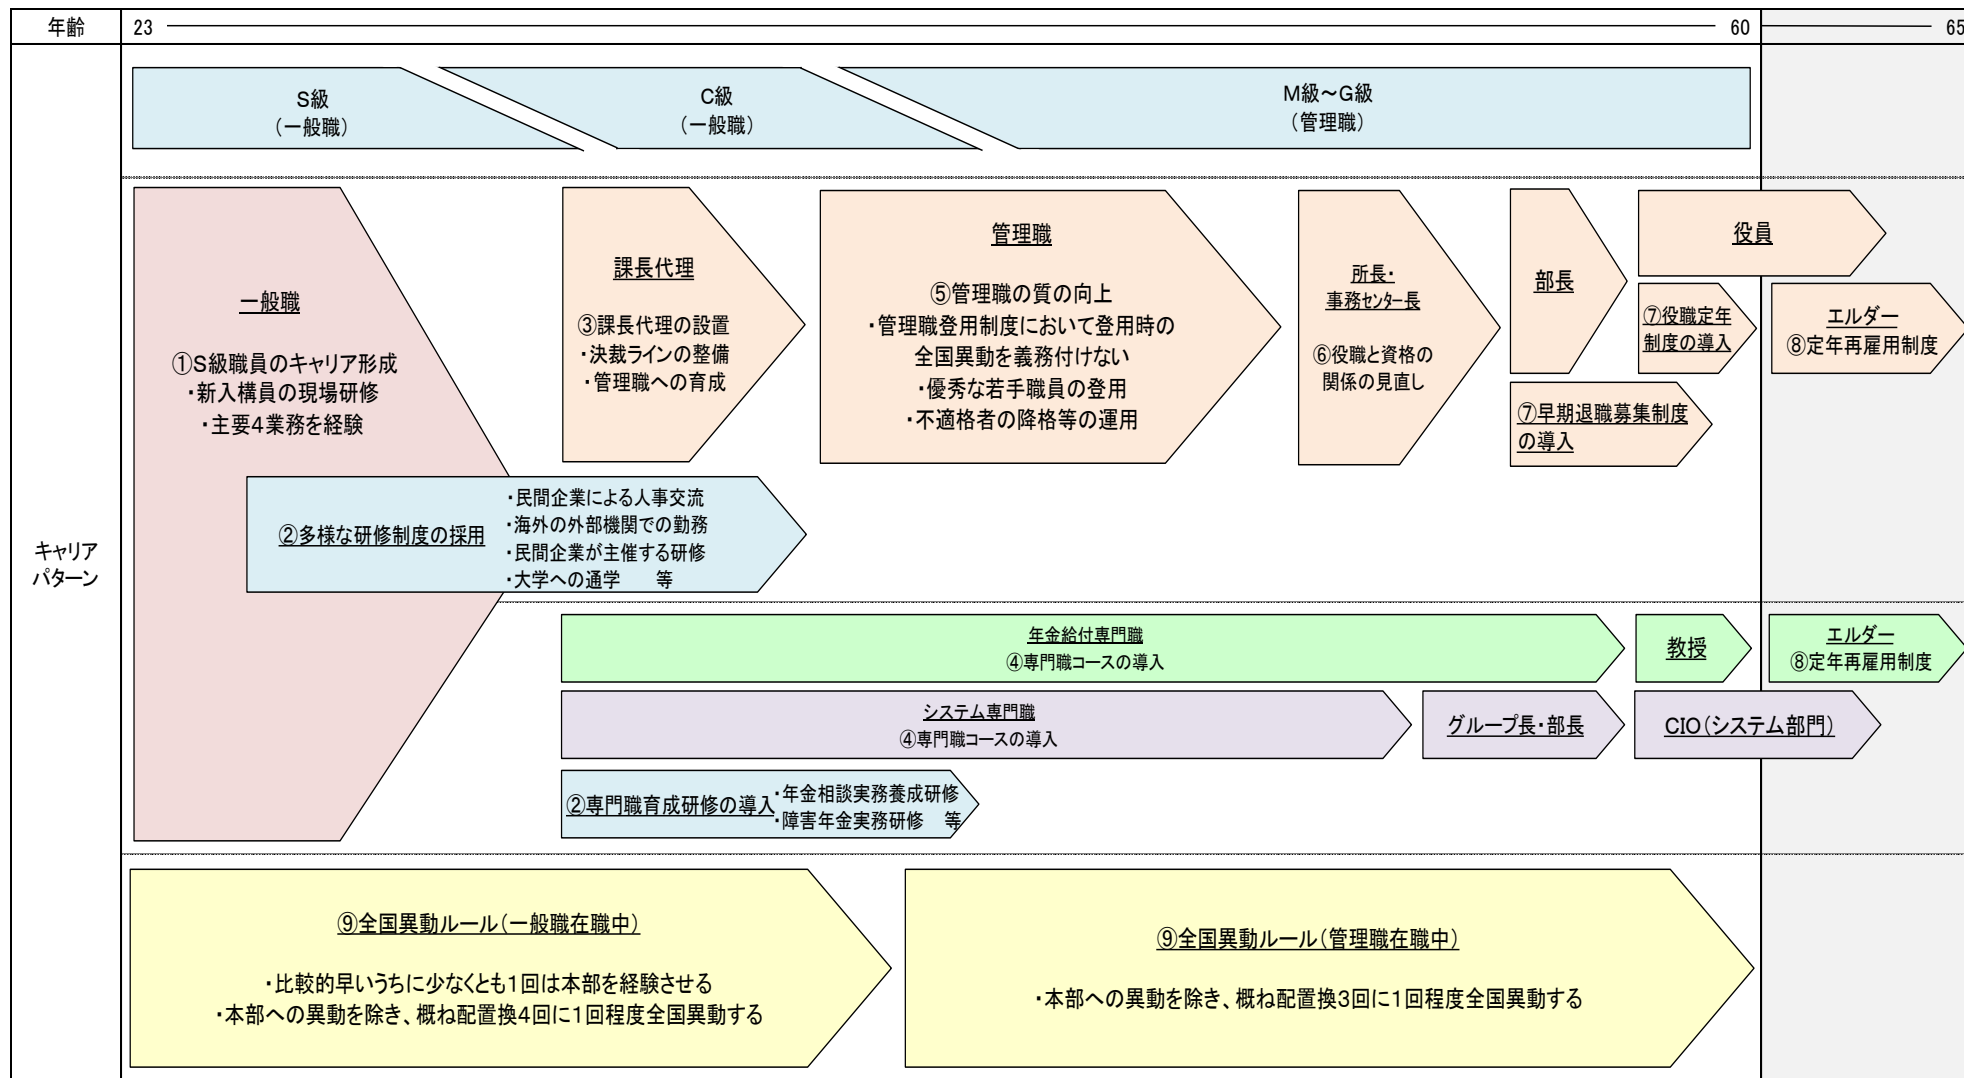 年齢
23
60
65
S級
(一般職)
C級
(一般職)
M級～G級
(管理職)
キャリア
パターン
一般職
①S級職員のキャリア形成
・新入構員の現場研修
・主要4業務を経験
課長代理
③課長代理の設置
・決裁ラインの整備
・管理職への育成
管理職
⑤管理職の質の向上
・管理職登用制度において登用時の
全国異動を義務付けない
・優秀な若手職員の登用
・不適格者の降格等の運用
所長・
事務センター長
⑥役職と資格の
関係の見直し
部長
⑦早期退職募集制度
の導入
役員
⑦役職定年
制度の導入
エルダー
⑧定年再雇用制度
②多様な研修制度の採用
・民間企業による人事交流
・海外の外部機関での勤務
・民間企業が主催する研修
・大学への通学　等
年金給付専門職
④専門職コースの導入
教授
エルダー
⑧定年再雇用制度
システム専門職
④専門職コースの導入
グループ長・部長
CIO(システム部門)
②専門職育成研修の導入
・年金相談実務養成研修
・障害年金実務研修　等
⑨全国異動ルール(一般職在職中)
・比較的早いうちに少なくとも1回は本部を経験させる
・本部への異動を除き、概ね配置換4回に1回程度全国異動する
⑨全国異動ルール(管理職在職中)
・本部への異動を除き、概ね配置換3回に1回程度全国異動する